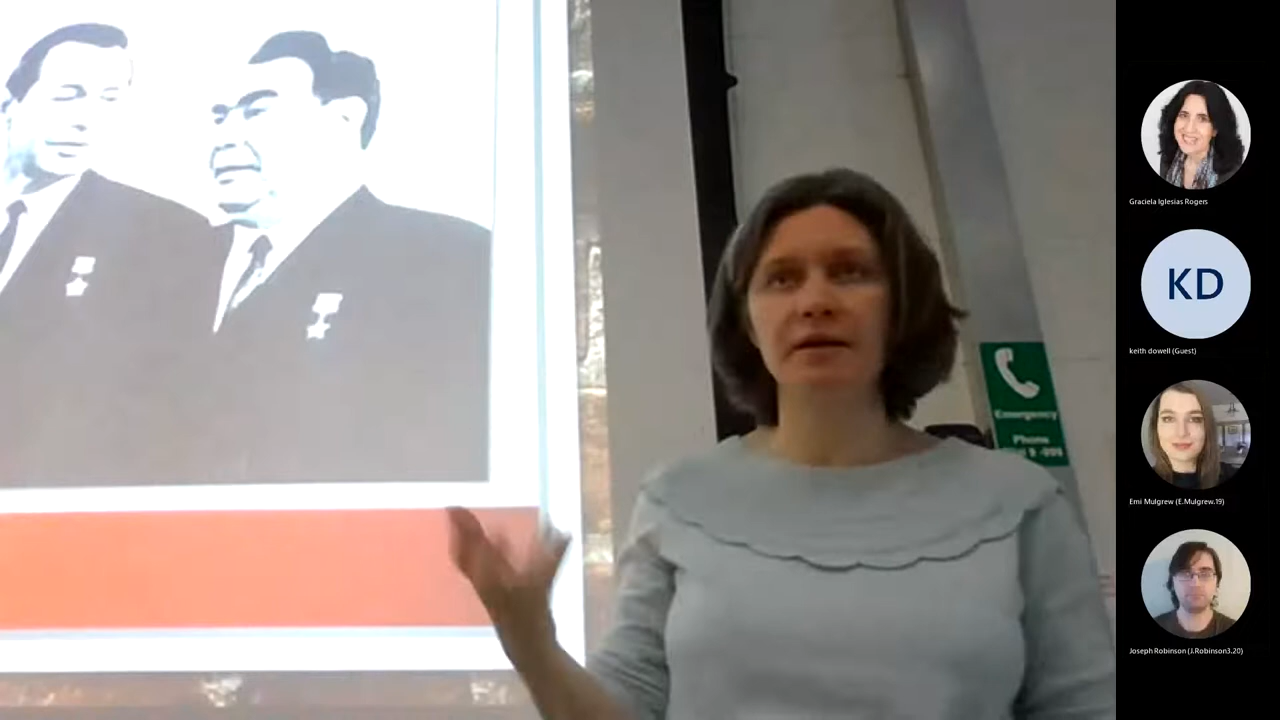 Graciela Iglesias Rogers
KD
keith dowell (Guest)
Emergency
Phone
Emi Mulgrew (E.Mulgrew.19)
Joseph Robinson (J.Robinson3.20)